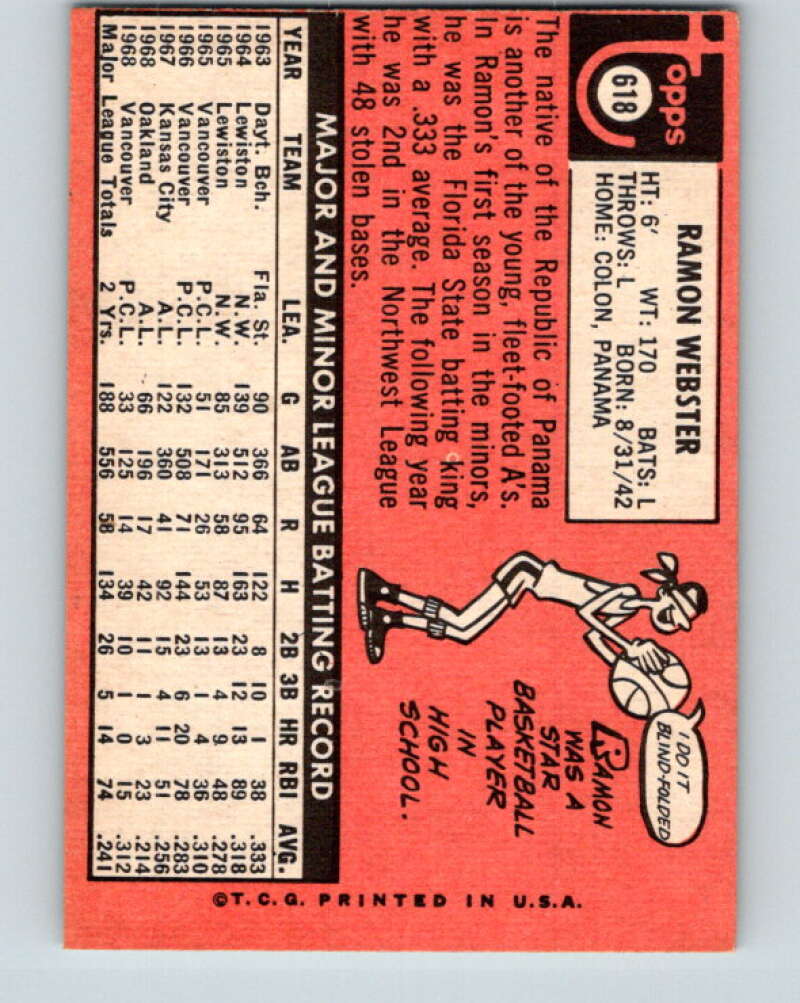 Topps
618
RAMON WEBSTER
HT: 6' WT: 170 BATS: L
THROWS: L BORN: 8/31/42
HOME: COLON, PANAMA
The native of the Republic of Panama
is another of the young, fleet-footed A's.
In Ramon's first season in the minors,
he was the Florida State batting king
with a .333 average. The following year
he was 2nd in the Northwest League
with 48 stolen bases.
I DO IT
BLIND-FOLDED
RAMON
WAS A
STAR
BASKETBALL
PLAYER
IN
HIGH
SCHOOL.
MAJOR AND MINOR LEAGUE BATTING RECORD
YEAR TEAM LEA. G AB R H 2B 3B HR RBI AVG.
1963 Dayt. Bch. Fla. St. 90 366 64 122 8 10 1 38 .333
1964 Lewiston N.W. 139 512 95 163 23 12 13 89 .318
1965 Lewiston N.W. 85 313 58 87 13 4 9 48 .278
1965 Vancouver P.C.L. 51 171 26 53 13 1 4 36 .310
1966 Vancouver P.C.L. 132 508 71 144 23 6 20 78 .283
1967 Kansas City A.L. 122 360 41 92 15 4 11 51 .256
1968 Oakland A.L. 66 196 17 42 11 1 3 23 .214
1968 Vancouver P.C.L. 33 125 14 39 10 1 0 15 .312
Major League Totals 2 Yrs. 188 556 58 134 26 5 14 74 .241
©T.C.G. PRINTED IN U.S.A.